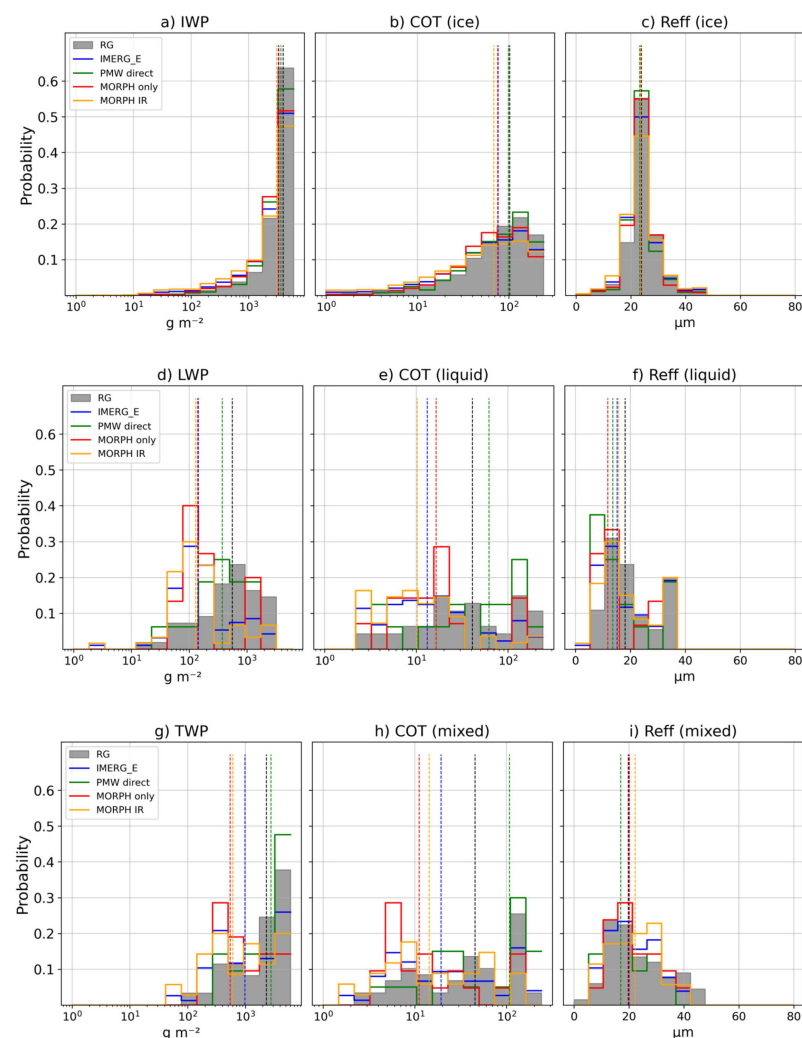 a) IWP
b) COT (ice)
c) Reff (ice)
RG
IMERG_E
PMW direct
MORPH only
MORPH IR
Probability
0.6
0.5
0.4
0.3
0.2
0.1
10⁰ 10¹ 10² 10³
g m⁻²
10⁰ 10¹ 10²
0 20 40 60 80
μm
d) LWP
e) COT (liquid)
f) Reff (liquid)
RG
IMERG_E
PMW direct
MORPH only
MORPH IR
Probability
0.6
0.5
0.4
0.3
0.2
0.1
10⁰ 10¹ 10² 10³
g m⁻²
10⁰ 10¹ 10²
0 20 40 60 80
μm
g) TWP
h) COT (mixed)
i) Reff (mixed)
RG
IMERG_E
PMW direct
MORPH only
MORPH IR
Probability
0.6
0.5
0.4
0.3
0.2
0.1
10⁰ 10¹ 10² 10³
g m⁻²
10⁰ 10¹ 10²
0 20 40 60 80
μm